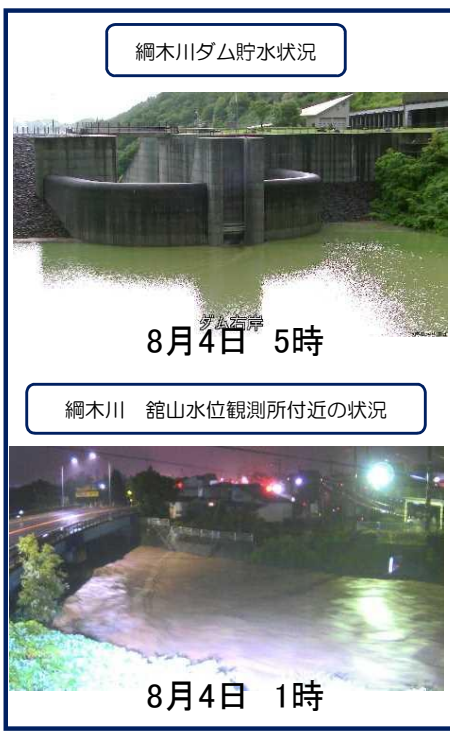 綱木川ダム貯水状況
ダム右岸
8月4日 5時
綱木川 舘山水位観測所付近の状況
8月4日 1時